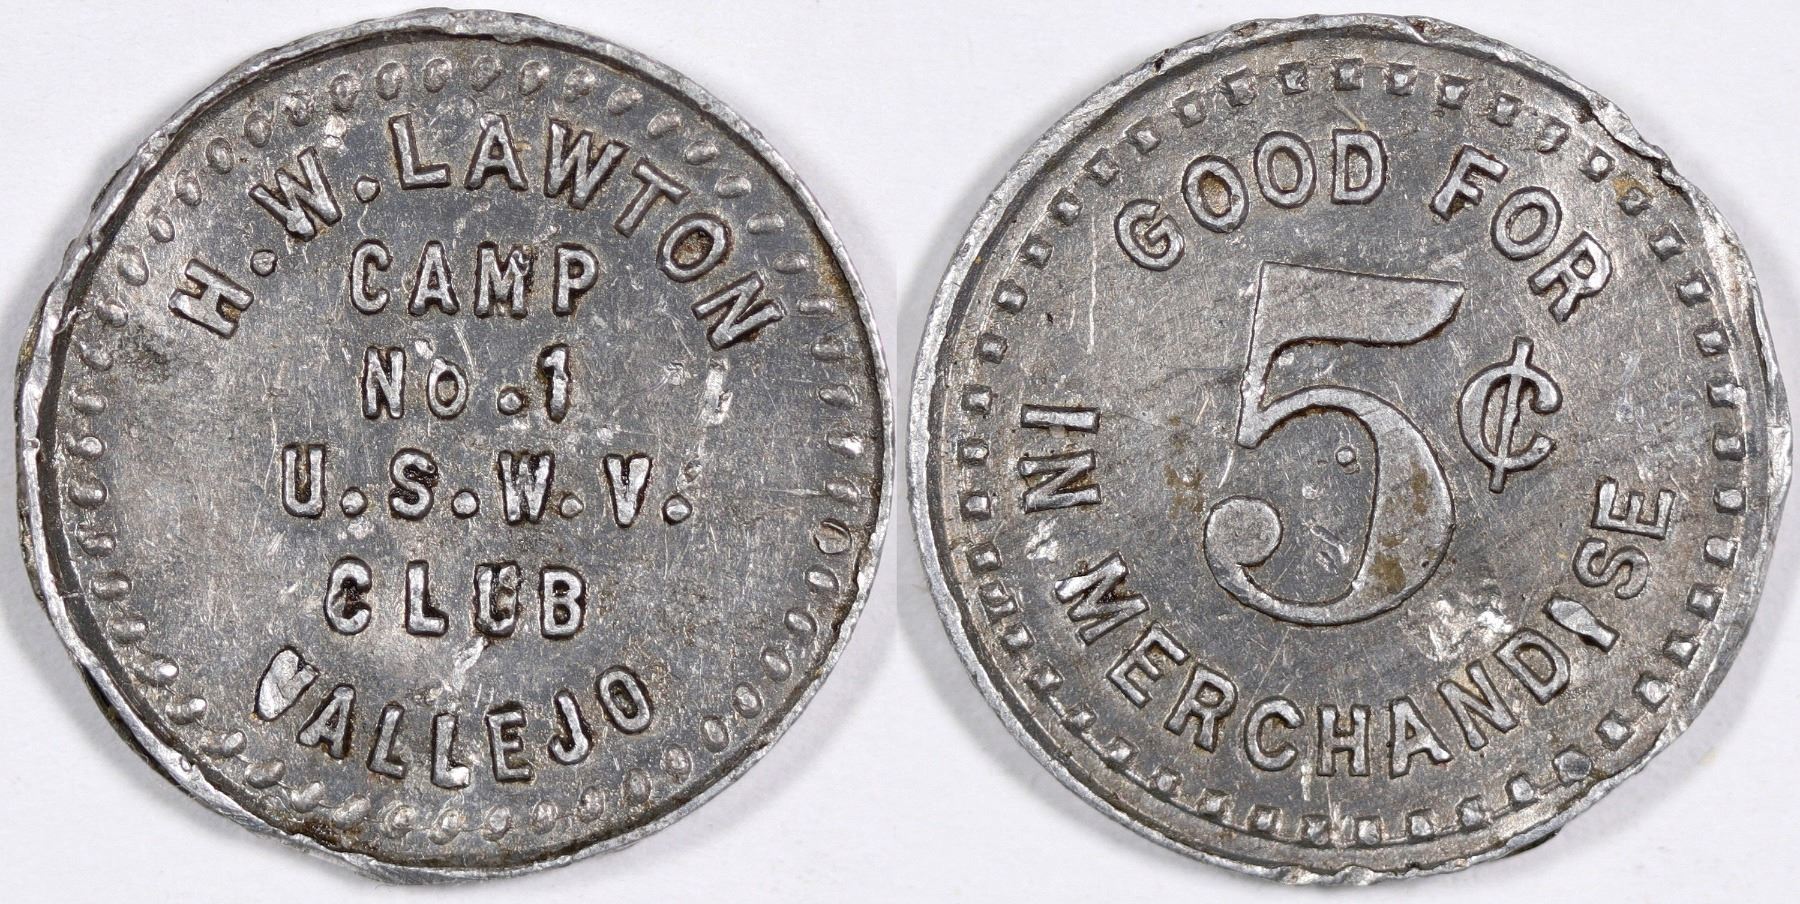 H.W. LAWTON
CAMP
No. 1
U.S.W.V.
CLUB
VALLEJO
GOOD FOR
5¢
IN MERCHANDISE